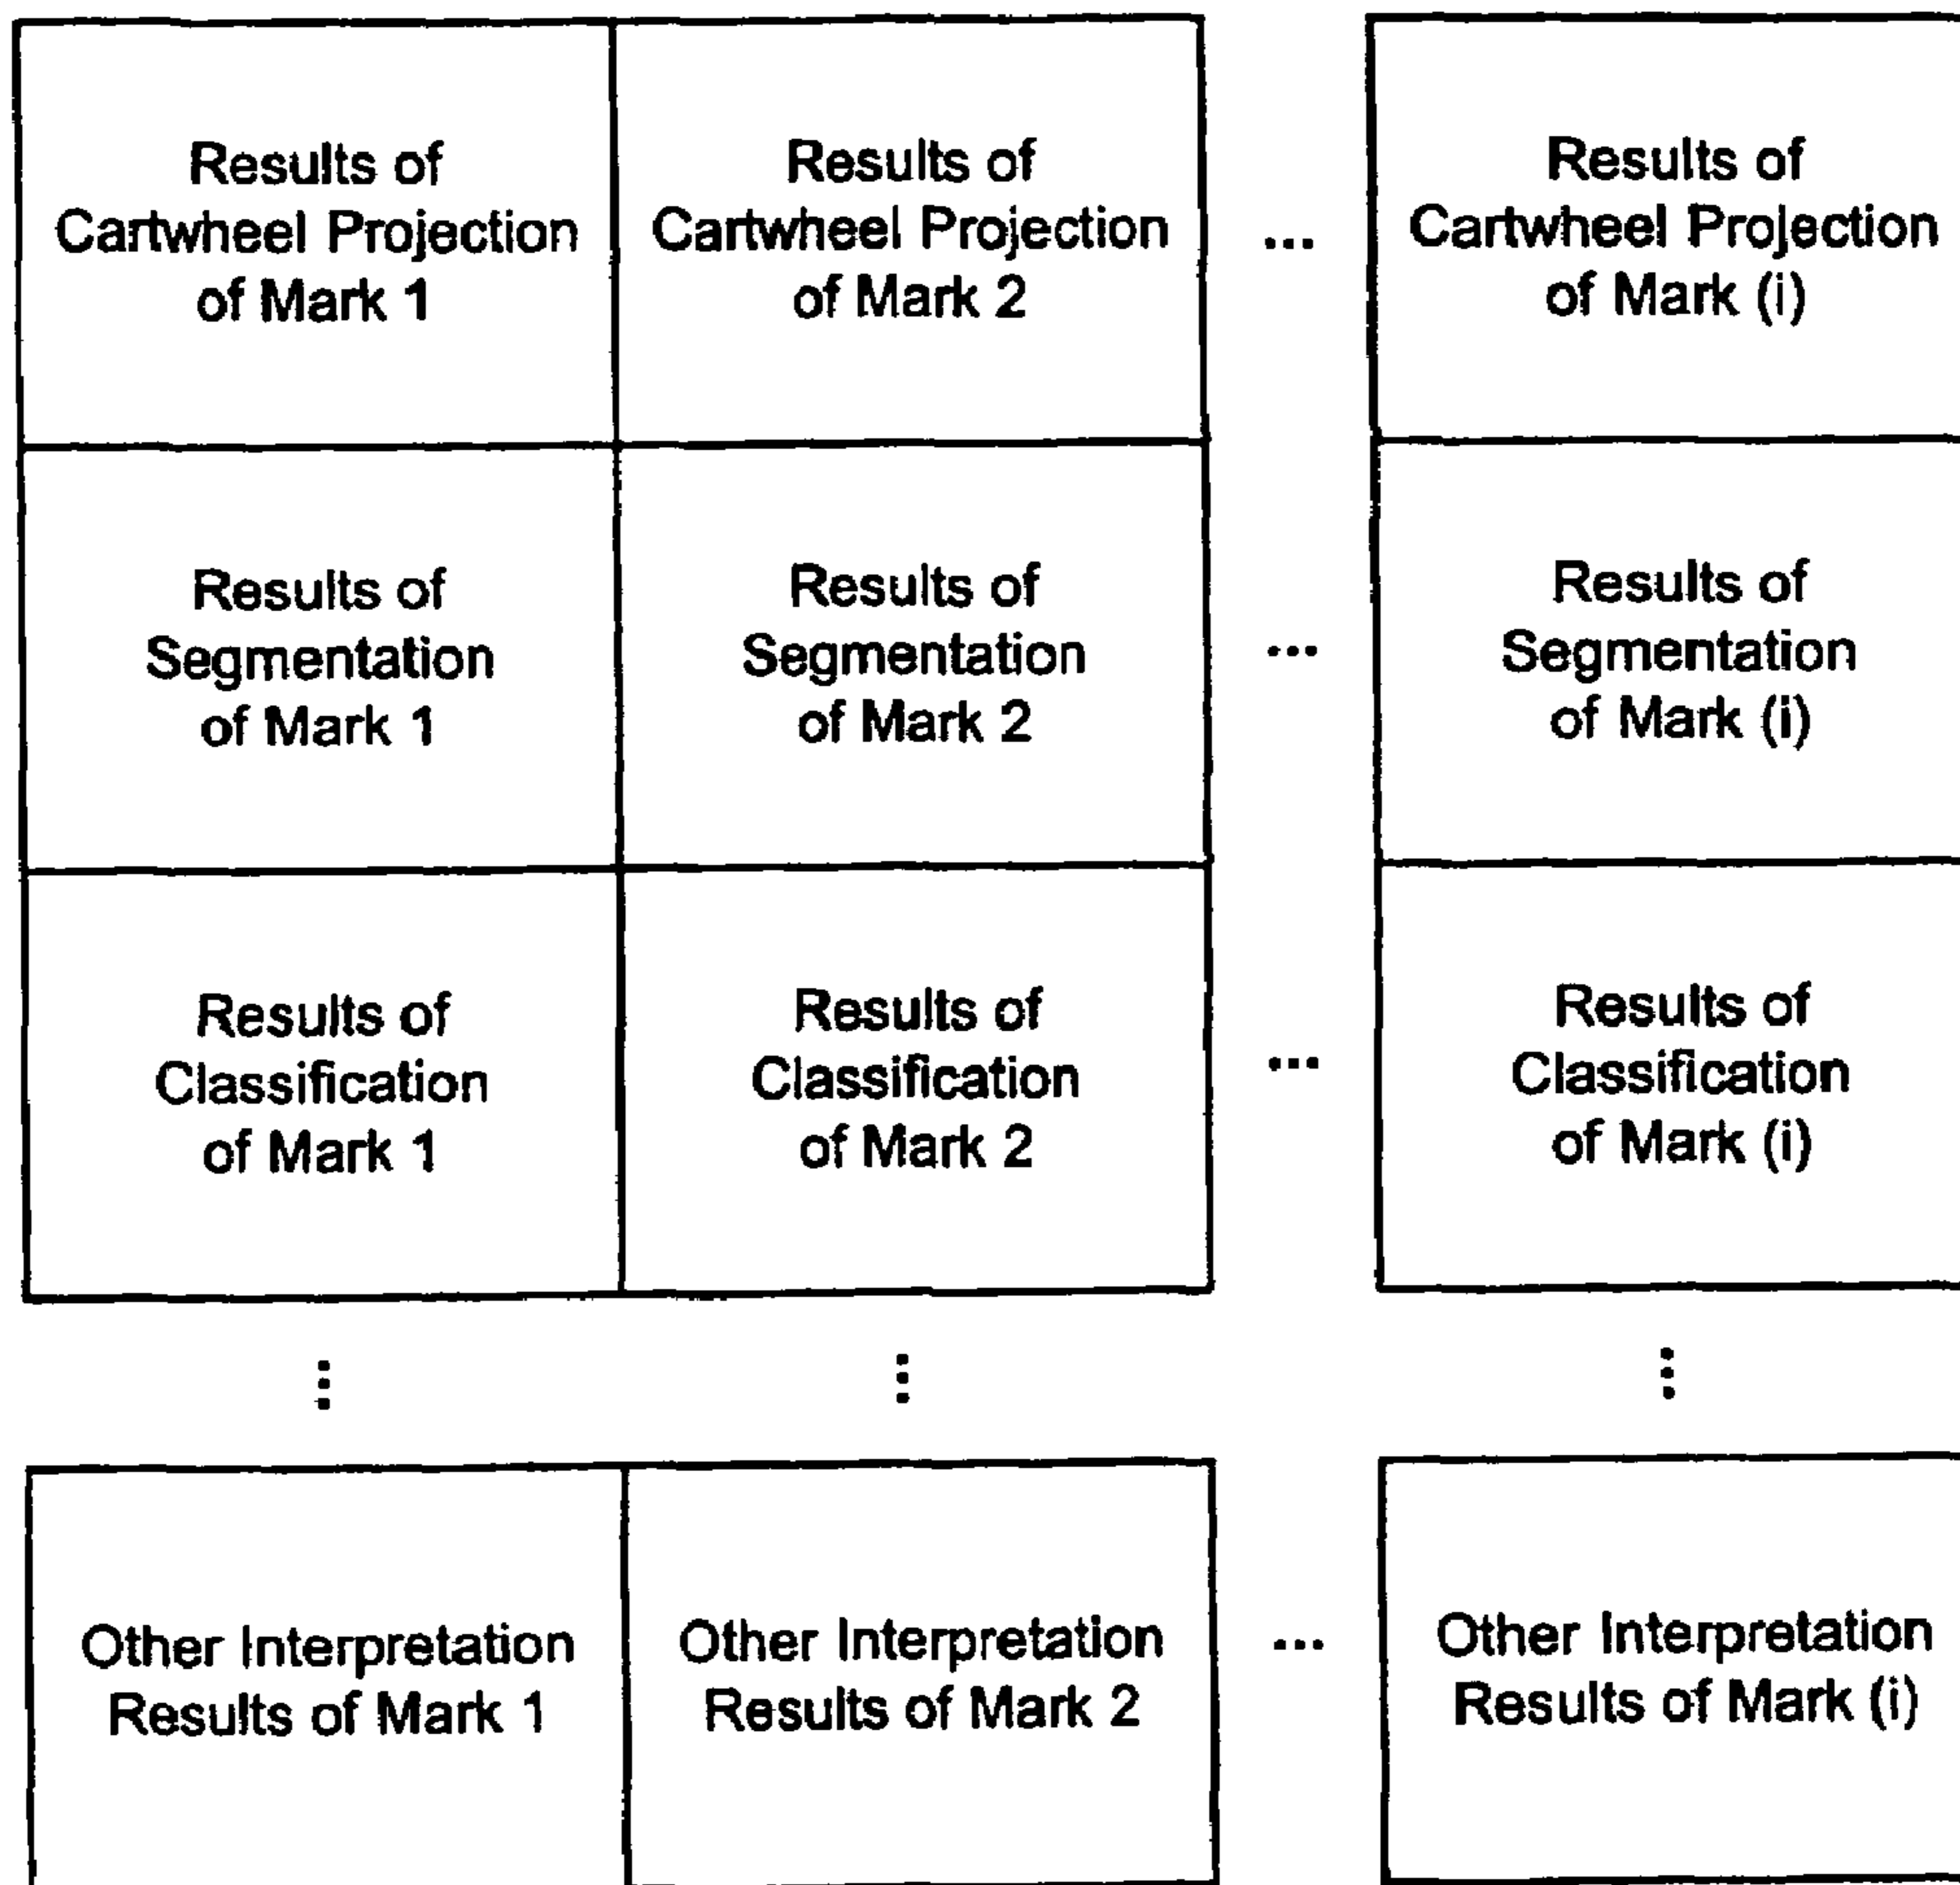 Results of
Cartwheel Projection
of Mark 1
Results of
Cartwheel Projection
of Mark 2
...
Results of
Cartwheel Projection
of Mark (i)
Results of
Segmentation
of Mark 1
Results of
Segmentation
of Mark 2
...
Results of
Segmentation
of Mark (i)
Results of
Classification
of Mark 1
Results of
Classification
of Mark 2
...
Results of
Classification
of Mark (i)
Other Interpretation
Results of Mark 1
Other Interpretation
Results of Mark 2
...
Other Interpretation
Results of Mark (i)